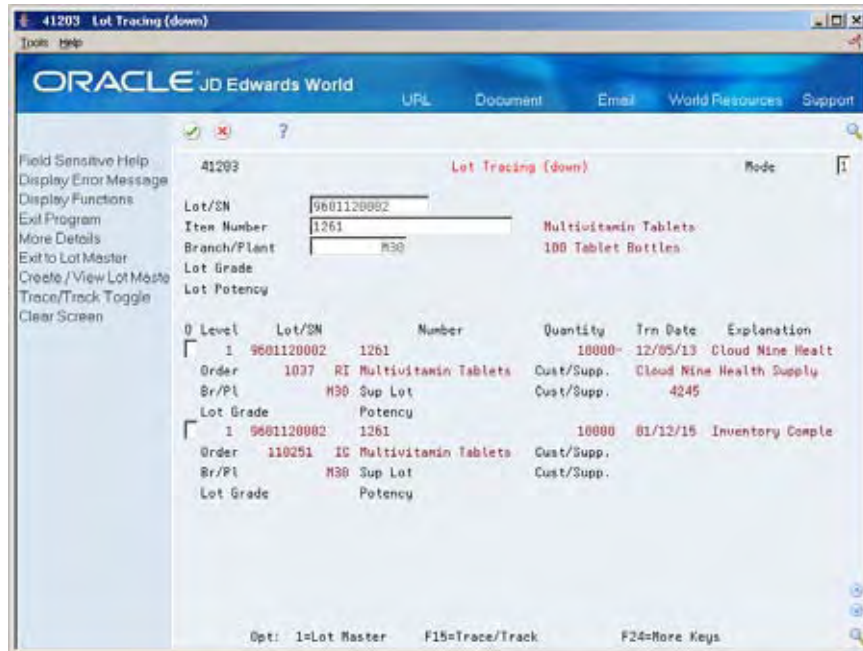 41203 Lot Tracing (down)
Tools Help
ORACLE JD Edwards World
URL Document Email World Resources Support
?
Field Sensitive Help
Display Error Message
Display Functions
Exit Program
More Details
Exit to Lot Master
Create / View Lot Maste
Trace/Track Toggle
Clear Screen
41203 Lot Tracing (down) Mode 1
Lot/SN 9601120002
Item Number 1261 Multivitamin Tablets
Branch/Plant M30 100 Tablet Bottles
Lot Grade
Lot Potency
O Level Lot/SN Number Quantity Trn Date Explanation
1 9601120002 1261 10000- 12/05/13 Cloud Nine Healt
Order 1037 RI Multivitamin Tablets Cust/Supp. Cloud Nine Health Supply
Br/Pl M30 Sup Lot Cust/Supp. 4245
Lot Grade Potency
1 9601120002 1261 10000 01/12/15 Inventory Comple
Order 110251 IC Multivitamin Tablets Cust/Supp.
Br/Pl M30 Sup Lot Cust/Supp.
Lot Grade Potency
Opt: 1=Lot Master F15=Trace/Track F24=More Keys